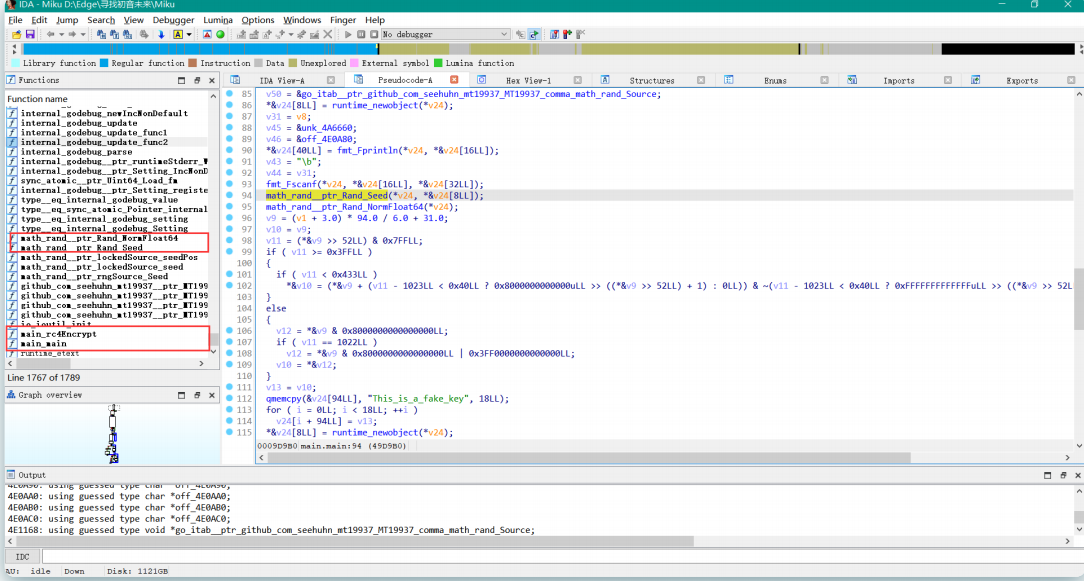 IDA - Miku D:\Edge\寻找初音未来\Miku
File Edit Jump Search View Debugger Lumina Options Windows Finger Help
No debugger
Library function Regular function Instruction Data Unexplored External symbol Lumina function
Functions
IDA View-A Pseudocode-A Hex View-1 Structures Enums Imports Exports
Function name
internal_godebug_newIncNonDefault
internal_godebug_update
internal_godebug_update_func1
internal_godebug_update_func2
internal_godebug_parse
internal_godebug__ptr_runtimeStderr_W
internal_godebug__ptr_Setting_IncNonD
sync_atomic__ptr_Uint64_Load_fm
internal_godebug__ptr_Setting_registe
type__eq_internal_godebug_value
type__eq_sync_atomic_Pointer_internal
type__eq_internal_godebug_setting
type__eq_internal_godebug_Setting
math_rand__ptr_Rand_NormFloat64
math_rand__ptr_Rand_Seed
math_rand__ptr_lockedSource_seedPos
math_rand__ptr_lockedSource_seed
math_rand__ptr_rngSource_Seed
github_com_seehuhn_mt19937__ptr_MT199
github_com_seehuhn_mt19937__ptr_MT199
github_com_seehuhn_mt19937__ptr_MT199
github_com_seehuhn_mt19937__ptr_MT199
io_ioutil_init
main_rc4Encrypt
main_main
runtime_etext
Line 1767 of 1789
Graph overview
85 v50 = &go_itab__ptr_github_com_seehuhn_mt19937_MT19937_comma_math_rand_Source;
86 *&v24[8LL] = runtime_newobject(*v24);
87 v31 = v8;
88 v45 = &unk_4A6660;
89 v46 = &off_4E0A80;
90 *&v24[40LL] = fmt_Fprintln(*v24, *&v24[16LL]);
91 v43 = "\b";
92 v44 = v31;
93 fmt_Fscanf(*v24, *&v24[16LL], *&v24[32LL]);
94 math_rand__ptr_Rand_Seed(*v24, *&v24[8LL]);
95 math_rand__ptr_Rand_NormFloat64(*v24);
96 v9 = (v1 + 3.0) * 94.0 / 6.0 + 31.0;
97 v10 = v9;
98 v11 = (*&v9 >> 52LL) & 0x7FFLL;
99 if ( v11 >= 0x3FFLL )
100 {
101 if ( v11 < 0x433LL )
102 *&v10 = (*&v9 + (v11 - 1023LL < 0x40LL ? 0x8000000000000uLL >> ((*&v9 >> 52LL) + 1) : 0LL)) & ~(v11 - 1023LL < 0x40LL ? 0xFFFFFFFFFFFFFuLL >> ((*&v9 >> 52L
103 }
104 else
105 {
106 v12 = *&v9 & 0x8000000000000000LL;
107 if ( v11 == 1022LL )
108 v12 = *&v9 & 0x8000000000000000LL | 0x3FF0000000000000LL;
109 v10 = *&v12;
110 }
111 v13 = v10;
112 qmemcpy(&v24[94LL], "This_is_a_fake_key", 18LL);
113 for ( i = 0LL; i < 18LL; ++i )
114 v24[i + 94LL] = v13;
115 *&v24[8LL] = runtime_newobject(*v24);
0009D9B0 main.main:94 (49D9B0)
Output
4E0A90: using guessed type char *off_4E0A90;
4E0AA0: using guessed type char *off_4E0AA0;
4E0AB0: using guessed type char *off_4E0AB0;
4E0AC0: using guessed type char *off_4E0AC0;
4E1168: using guessed type void *go_itab__ptr_github_com_seehuhn_mt19937_MT19937_comma_math_rand_Source;
IDC
AU: idle Down Disk: 1121GB